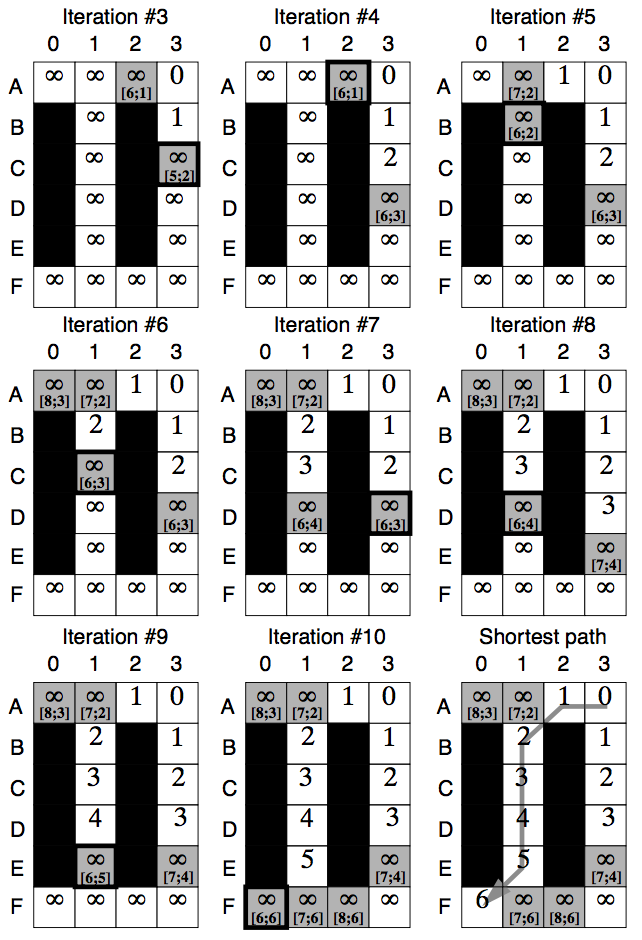 Iteration #3
0 1 2 3
A ∞ ∞ ∞ 0
[6;1]
B ∞ 1
C ∞ ∞
[5;2]
D ∞ ∞
E ∞ ∞
F ∞ ∞ ∞ ∞
Iteration #4
0 1 2 3
A ∞ ∞ ∞ 0
[6;1]
B ∞ 1
C ∞ 2
D ∞ ∞
[6;3]
E ∞ ∞
F ∞ ∞ ∞ ∞
Iteration #5
0 1 2 3
A ∞ ∞ 1 0
[7;2]
B ∞ 1
[6;2]
C ∞ 2
D ∞ ∞
[6;3]
E ∞ ∞
F ∞ ∞ ∞ ∞
Iteration #6
0 1 2 3
A ∞ ∞ 1 0
[8;3] [7;2]
B 2 1
C ∞ 2
[6;3]
D ∞ ∞
[6;3]
E ∞ ∞
F ∞ ∞ ∞ ∞
Iteration #7
0 1 2 3
A ∞ ∞ 1 0
[8;3] [7;2]
B 2 1
C 3 2
D ∞ ∞
[6;4] [6;3]
E ∞ ∞
F ∞ ∞ ∞ ∞
Iteration #8
0 1 2 3
A ∞ ∞ 1 0
[8;3] [7;2]
B 2 1
C 3 2
D ∞ 3
[6;4]
E ∞ ∞
[7;4]
F ∞ ∞ ∞ ∞
Iteration #9
0 1 2 3
A ∞ ∞ 1 0
[8;3] [7;2]
B 2 1
C 3 2
D 4 3
E ∞ ∞
[6;5] [7;4]
F ∞ ∞ ∞ ∞
Iteration #10
0 1 2 3
A ∞ ∞ 1 0
[8;3] [7;2]
B 2 1
C 3 2
D 4 3
E 5 ∞
[7;4]
F ∞ ∞ ∞ ∞
[6;6] [7;6] [8;6]
Shortest path
0 1 2 3
A ∞ ∞ 1 0
[8;3] [7;2]
B 2 1
C 3 2
D 4 3
E 5 ∞
[7;4]
F 6 ∞ ∞ ∞
[7;6] [8;6]